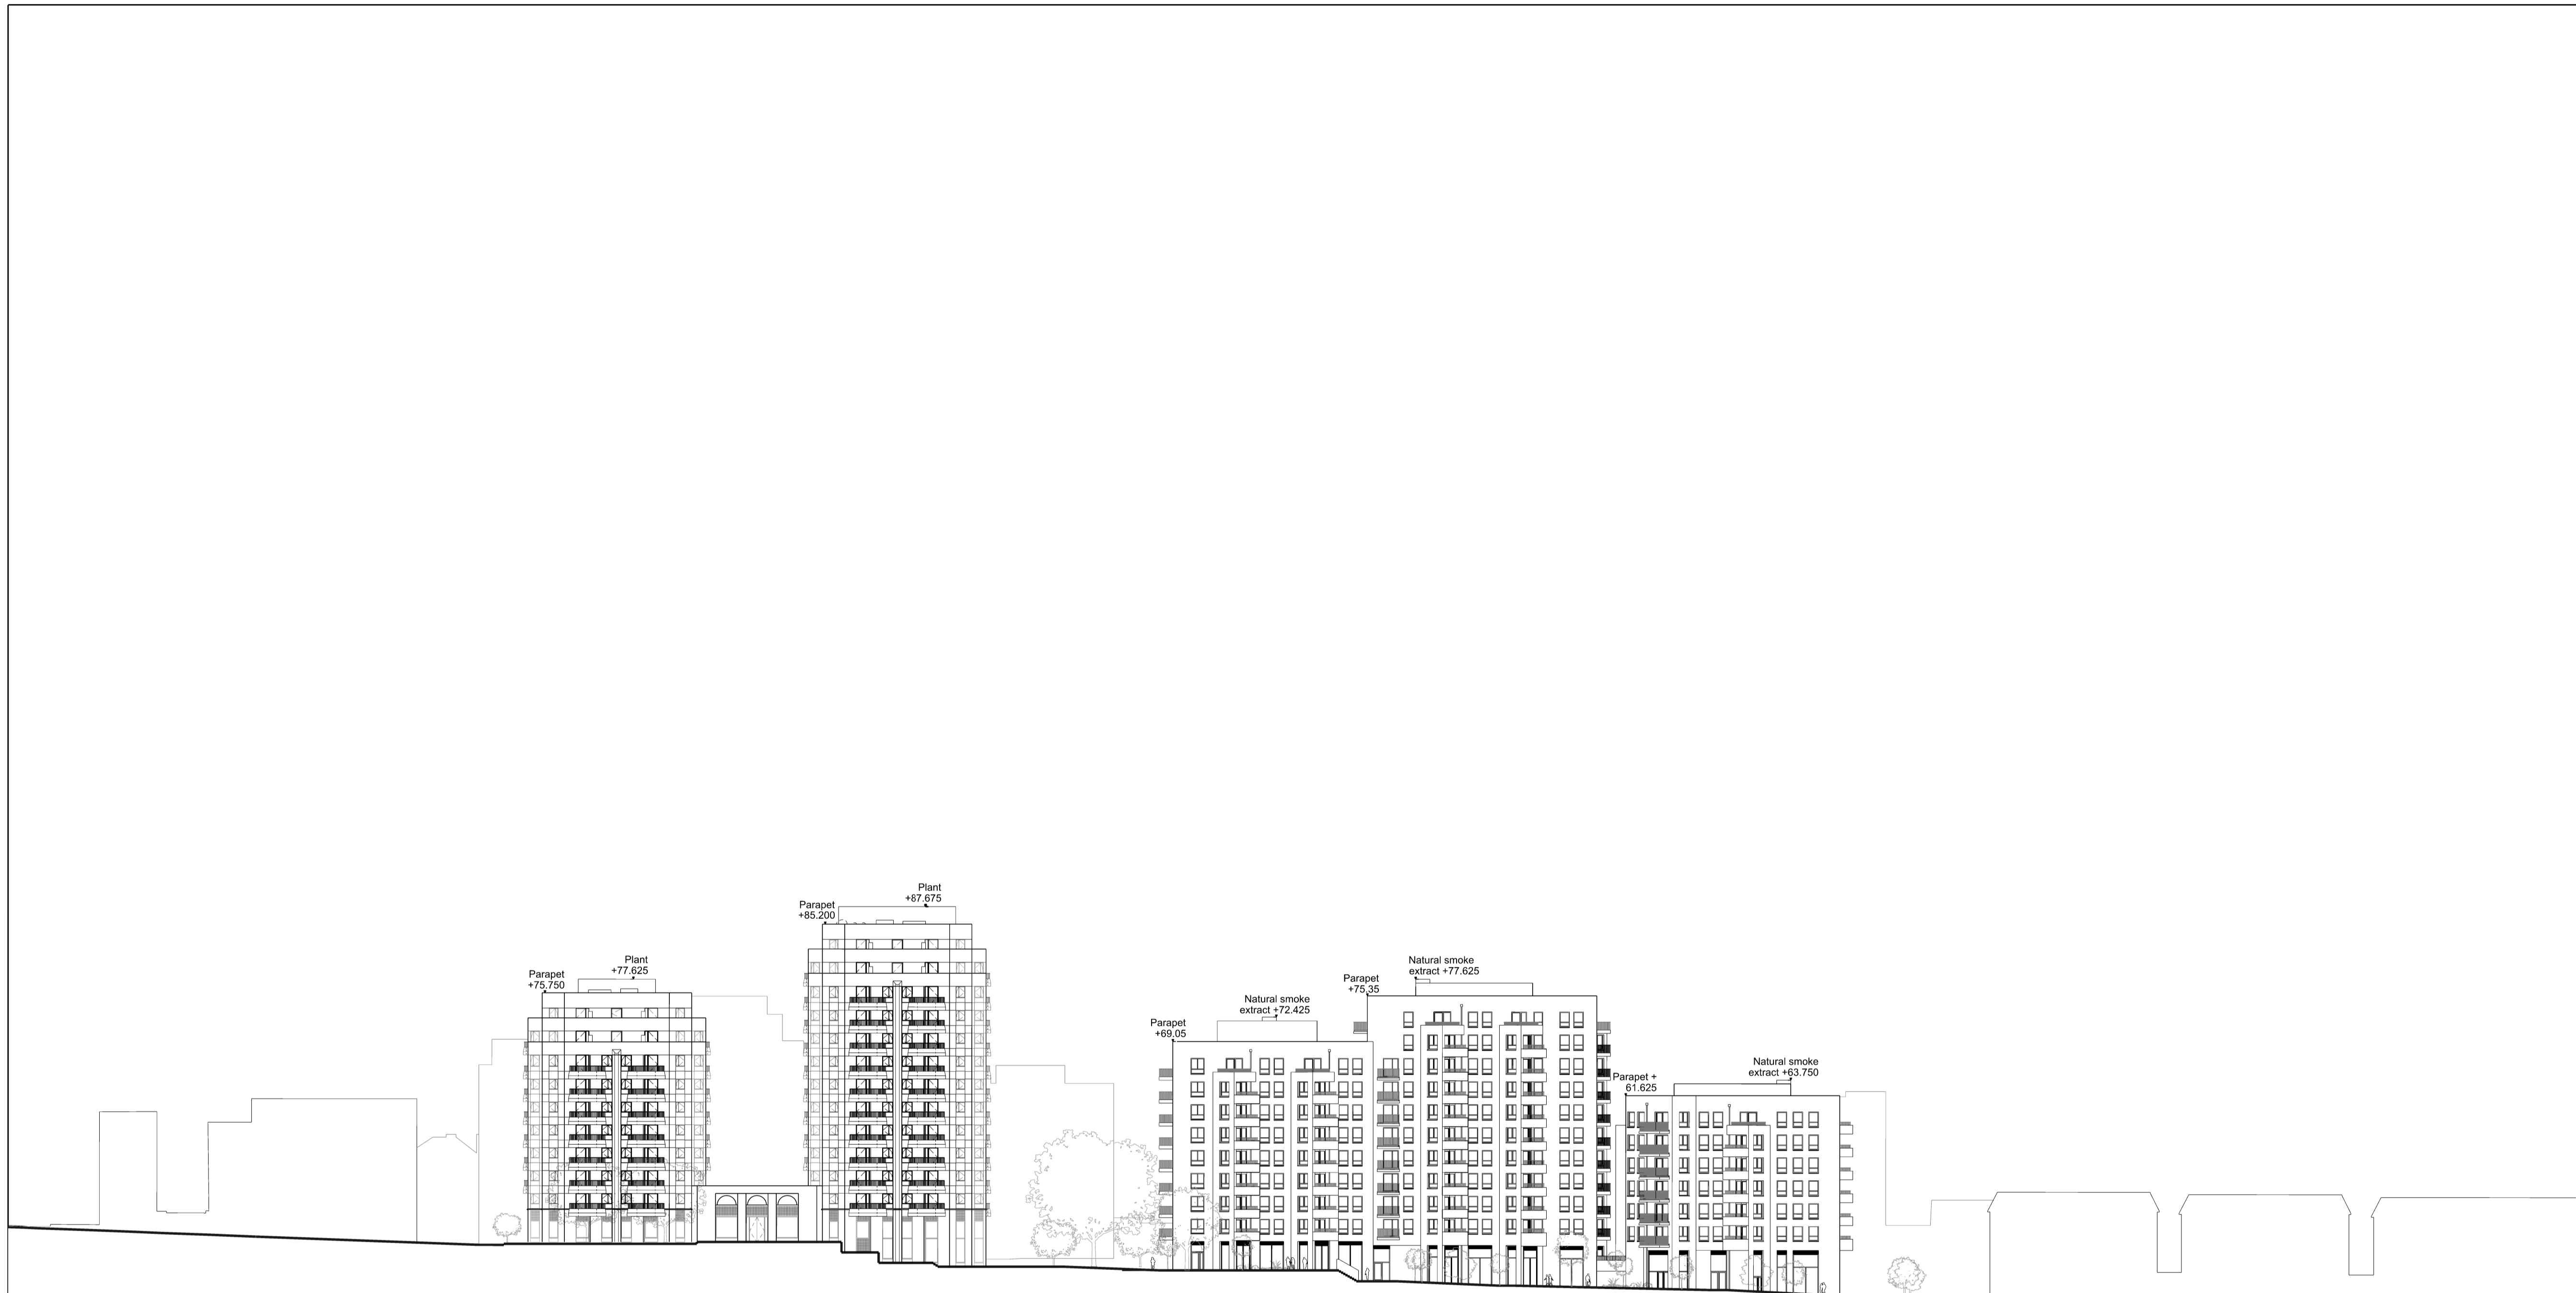 Plant
+87.675
Parapet
+85.200
Plant
+77.625
Parapet
+75.750
Natural smoke
extract +77.625
Parapet
+75.35
Natural smoke
extract +72.425
Parapet
+69.05
Natural smoke
extract +63.750
Parapet +
61.625